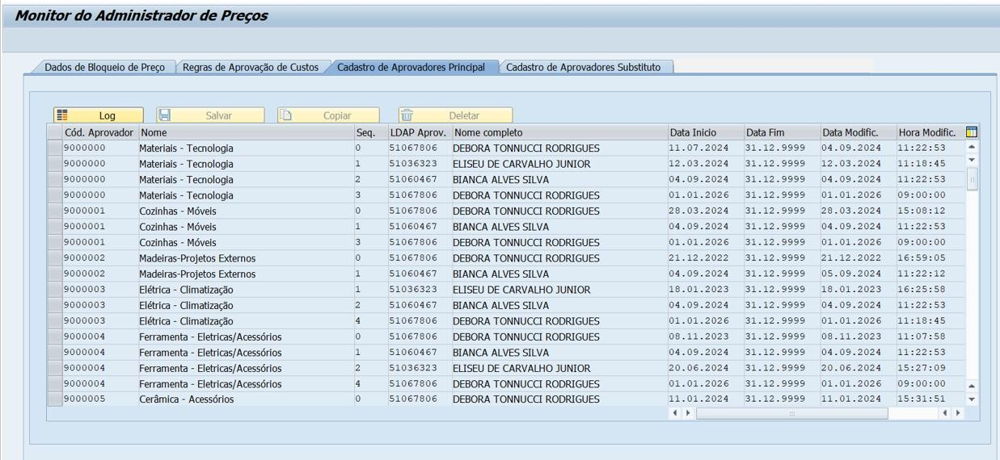 Monitor do Administrador de Preços
Dados de Bloqueio de Preço Regras de Aprovação de Custos Cadastro de Aprovadores Principal Cadastro de Aprovadores Substituto
Log Salvar Copiar Deletar
Cód. Aprovador Nome Seq. LDAP Aprov. Nome completo Data Inicio Data Fim Data Modific. Hora Modific.
9000000 Materiais - Tecnologia 0 51067806 DEBORA TONNUCCI RODRIGUES 11.07.2024 31.12.9999 04.09.2024 11:22:53
9000000 Materiais - Tecnologia 1 51036323 ELISEU DE CARVALHO JUNIOR 12.03.2024 31.12.9999 12.03.2024 11:18:45
9000000 Materiais - Tecnologia 2 51060467 BIANCA ALVES SILVA 04.09.2024 31.12.9999 04.09.2024 11:22:53
9000000 Materiais - Tecnologia 3 51067806 DEBORA TONNUCCI RODRIGUES 01.01.2026 31.12.9999 01.01.2026 09:00:00
9000001 Cozinhas - Móveis 0 51067806 DEBORA TONNUCCI RODRIGUES 28.03.2024 31.12.9999 28.03.2024 15:08:12
9000001 Cozinhas - Móveis 1 51060467 BIANCA ALVES SILVA 04.09.2024 31.12.9999 04.09.2024 11:22:53
9000001 Cozinhas - Móveis 3 51067806 DEBORA TONNUCCI RODRIGUES 01.01.2026 31.12.9999 01.01.2026 09:00:00
9000002 Madeiras-Projetos Externos 0 51067806 DEBORA TONNUCCI RODRIGUES 21.12.2022 31.12.9999 21.12.2022 16:59:05
9000002 Madeiras-Projetos Externos 1 51060467 BIANCA ALVES SILVA 04.09.2024 31.12.9999 05.09.2024 11:22:12
9000003 Elétrica - Climatização 1 51036323 ELISEU DE CARVALHO JUNIOR 18.01.2023 31.12.9999 18.01.2023 16:25:58
9000003 Elétrica - Climatização 2 51060467 BIANCA ALVES SILVA 04.09.2024 31.12.9999 04.09.2024 11:22:53
9000003 Elétrica - Climatização 4 51067806 DEBORA TONNUCCI RODRIGUES 01.01.2026 31.12.9999 01.01.2026 11:18:45
9000004 Ferramenta - Eletricas/Acessórios 0 51067806 DEBORA TONNUCCI RODRIGUES 08.11.2023 31.12.9999 08.11.2023 11:07:58
9000004 Ferramenta - Eletricas/Acessórios 1 51060467 BIANCA ALVES SILVA 04.09.2024 31.12.9999 04.09.2024 11:22:53
9000004 Ferramenta - Eletricas/Acessórios 2 51036323 ELISEU DE CARVALHO JUNIOR 20.06.2024 31.12.9999 20.06.2024 15:27:09
9000004 Ferramenta - Eletricas/Acessórios 4 51067806 DEBORA TONNUCCI RODRIGUES 01.01.2026 31.12.9999 01.01.2026 09:00:00
9000005 Cerâmica - Acessórios 0 51067806 DEBORA TONNUCCI RODRIGUES 11.01.2024 31.12.9999 11.01.2024 15:31:51